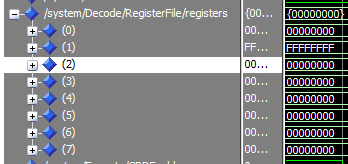 /system/Decode/RegisterFile/registers {00... {00000000}
(0) 00... 00000000
(1) FF... FFFFFFFF
(2) 00... 00000000
(3) 00... 00000000
(4) 00... 00000000
(5) 00... 00000000
(6) 00... 00000000
(7) 00... 00000000